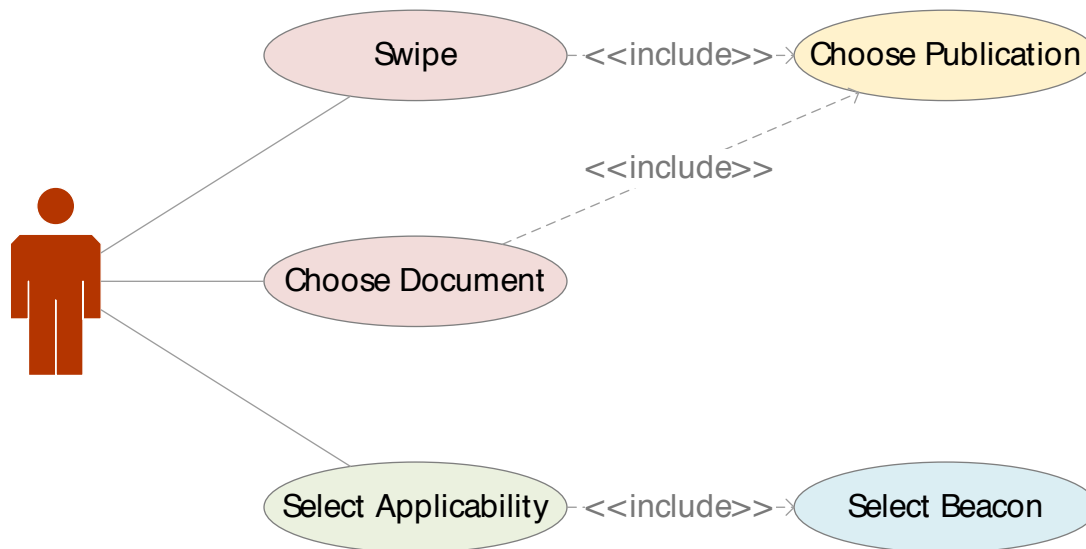 Swipe
<<include>>
Choose Publication
<<include>>
Choose Document
Select Applicability
<<include>>
Select Beacon